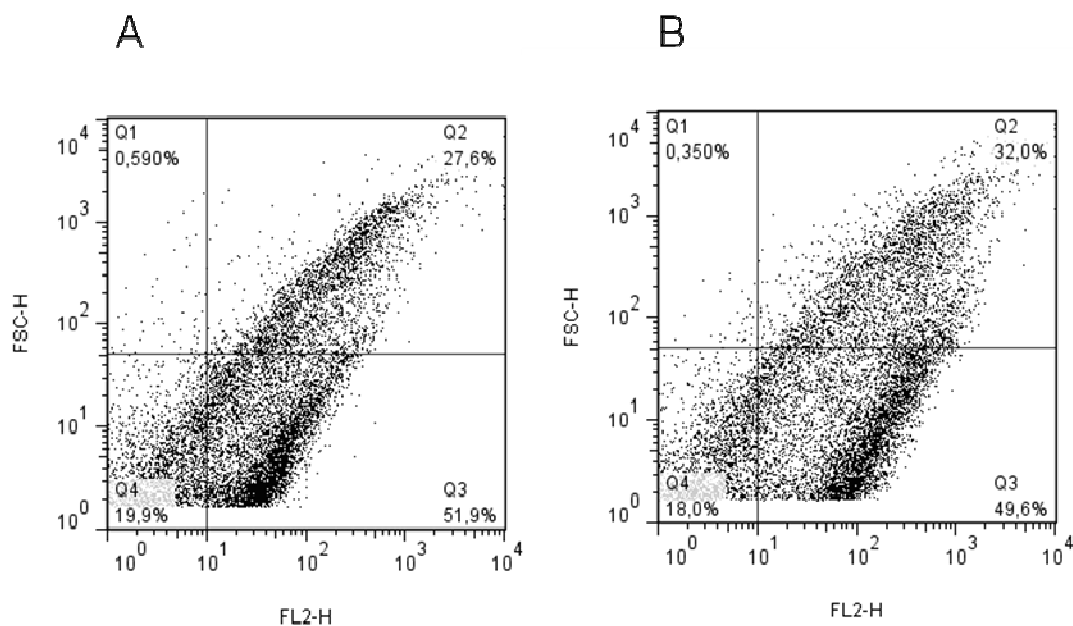 A
B
Q1
0,590%
Q2
27,6%
Q4
19,9%
Q3
51,9%
10^4
10^3
10^2
10^1
10^0
FSC-H
10^0 10^1 10^2 10^3 10^4
FL2-H
Q1
0,350%
Q2
32,0%
Q4
18,0%
Q3
49,6%
10^4
10^3
10^2
10^1
10^0
FSC-H
10^0 10^1 10^2 10^3 10^4
FL2-H